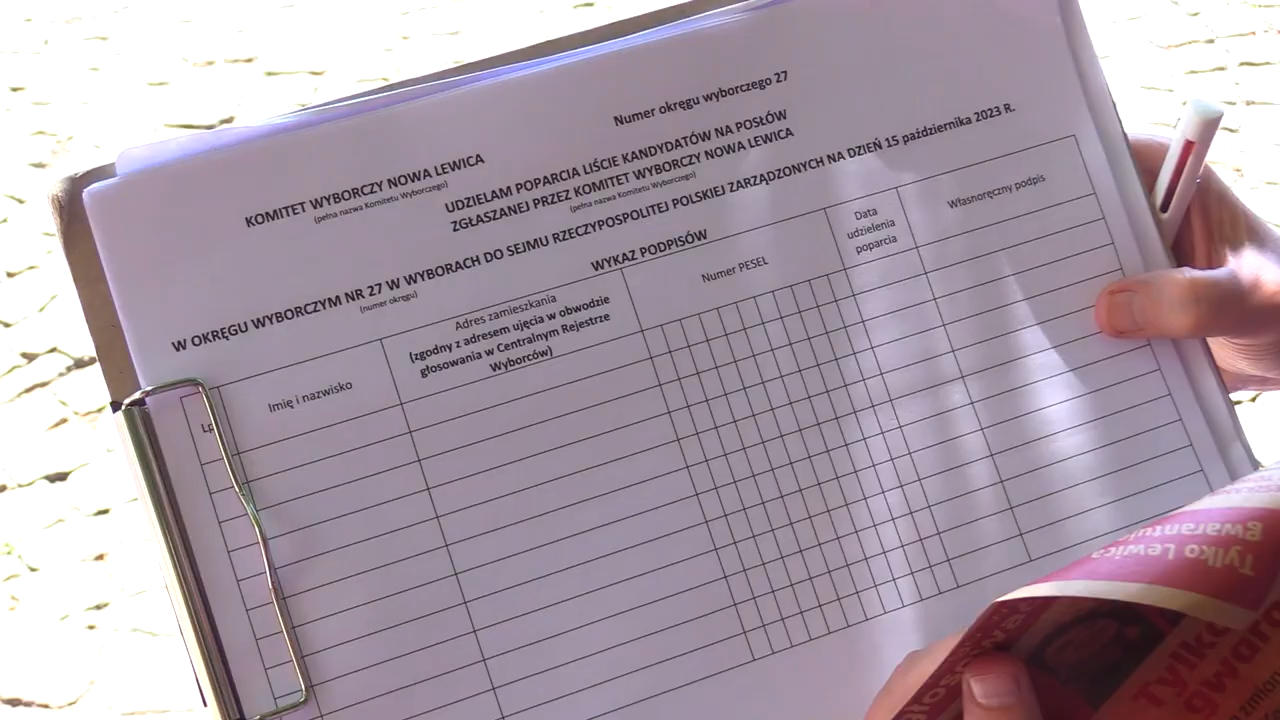 Numer okręgu wyborczego 27
KOMITET WYBORCZY NOWA LEWICA
(pełna nazwa Komitetu Wyborczego)
UDZIELAM POPARCIA LIŚCIE KANDYDATÓW NA POSŁÓW
ZGŁASZANEJ PRZEZ KOMITET WYBORCZY NOWA LEWICA
(pełna nazwa Komitetu Wyborczego)
W OKRĘGU WYBORCZYM NR 27 W WYBORACH DO SEJMU RZECZYPOSPOLITEJ POLSKIEJ ZARZĄDZONYCH NA DZIEŃ 15 października 2023 R.
(numer okręgu)
WYKAZ PODPISÓW
Lp
Imię i nazwisko
Adres zamieszkania
(zgodny z adresem ujęcia w obwodzie
głosowania w Centralnym Rejestrze
Wyborców)
Numer PESEL
Data
udzielenia
poparcia
Własnoręczny podpis
Tylko Lewica
Tylko